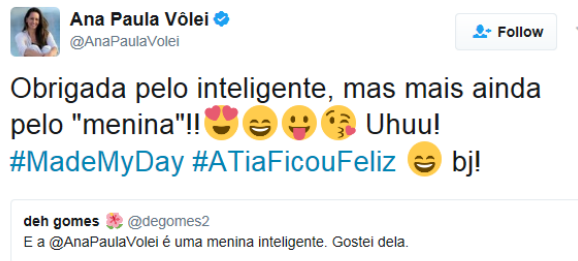 Ana Paula Vôlei
@AnaPaulaVolei
Follow
Obrigada pelo inteligente, mas mais ainda
pelo "menina"!!😍😄😛😘 Uhuu!
#MadeMyDay #ATiaFicouFeliz 😄 bj!
deh gomes 🌺 @degomes2
E a @AnaPaulaVolei é uma menina inteligente. Gostei dela.